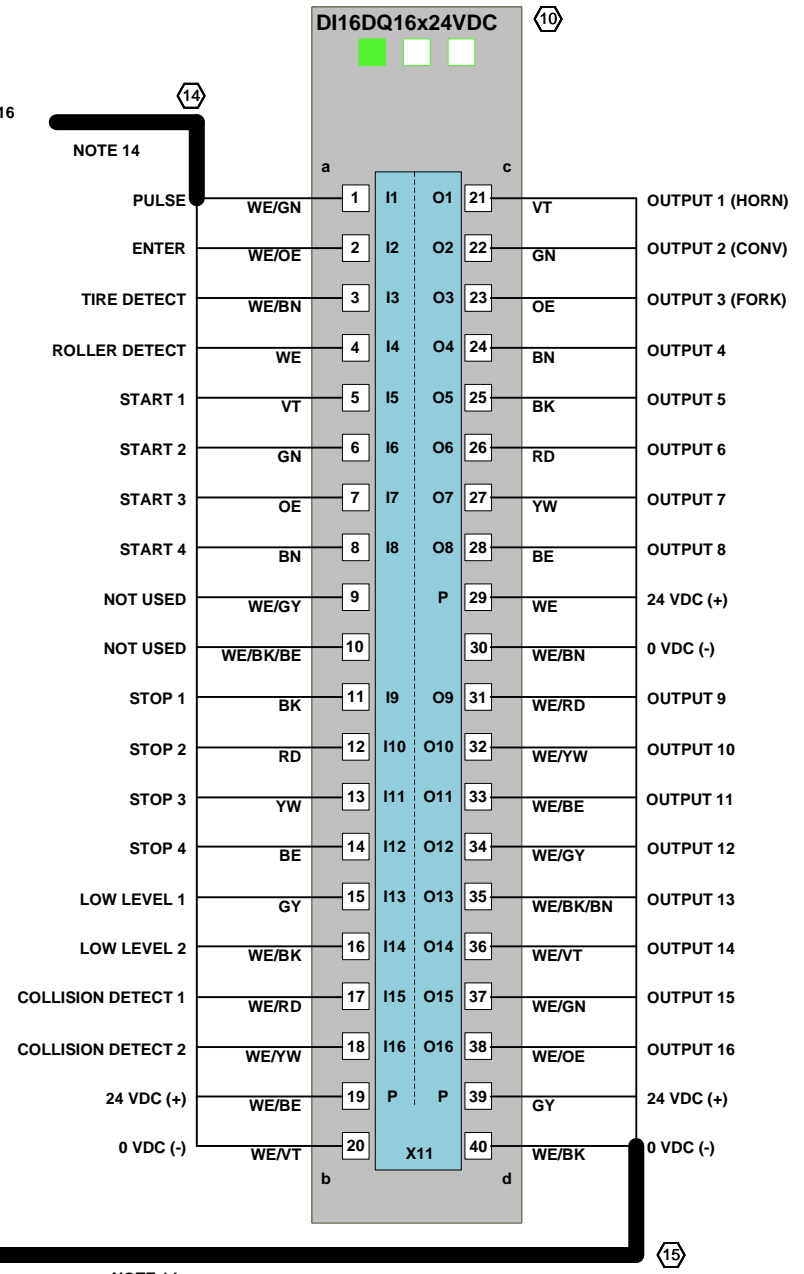 DI16DQ16x24VDC 10
14
16
NOTE 14
a c
PULSE WE/GN 1 I1 O1 21 VT OUTPUT 1 (HORN)
ENTER WE/OE 2 I2 O2 22 GN OUTPUT 2 (CONV)
TIRE DETECT WE/BN 3 I3 O3 23 OE OUTPUT 3 (FORK)
ROLLER DETECT WE 4 I4 O4 24 BN OUTPUT 4
START 1 VT 5 I5 O5 25 BK OUTPUT 5
START 2 GN 6 I6 O6 26 RD OUTPUT 6
START 3 OE 7 I7 O7 27 YW OUTPUT 7
START 4 BN 8 I8 O8 28 BE OUTPUT 8
NOT USED WE/GY 9 P 29 WE 24 VDC (+)
NOT USED WE/BK/BE 10 30 WE/BN 0 VDC (-)
STOP 1 BK 11 I9 O9 31 WE/RD OUTPUT 9
STOP 2 RD 12 I10 O10 32 WE/YW OUTPUT 10
STOP 3 YW 13 I11 O11 33 WE/BE OUTPUT 11
STOP 4 BE 14 I12 O12 34 WE/GY OUTPUT 12
LOW LEVEL 1 GY 15 I13 O13 35 WE/BK/BN OUTPUT 13
LOW LEVEL 2 WE/BK 16 I14 O14 36 WE/VT OUTPUT 14
COLLISION DETECT 1 WE/RD 17 I15 O15 37 WE/GN OUTPUT 15
COLLISION DETECT 2 WE/YW 18 I16 O16 38 WE/OE OUTPUT 16
24 VDC (+) WE/BE 19 P P 39 GY 24 VDC (+)
0 VDC (-) WE/VT 20 X11 40 WE/BK 0 VDC (-)
b d
15